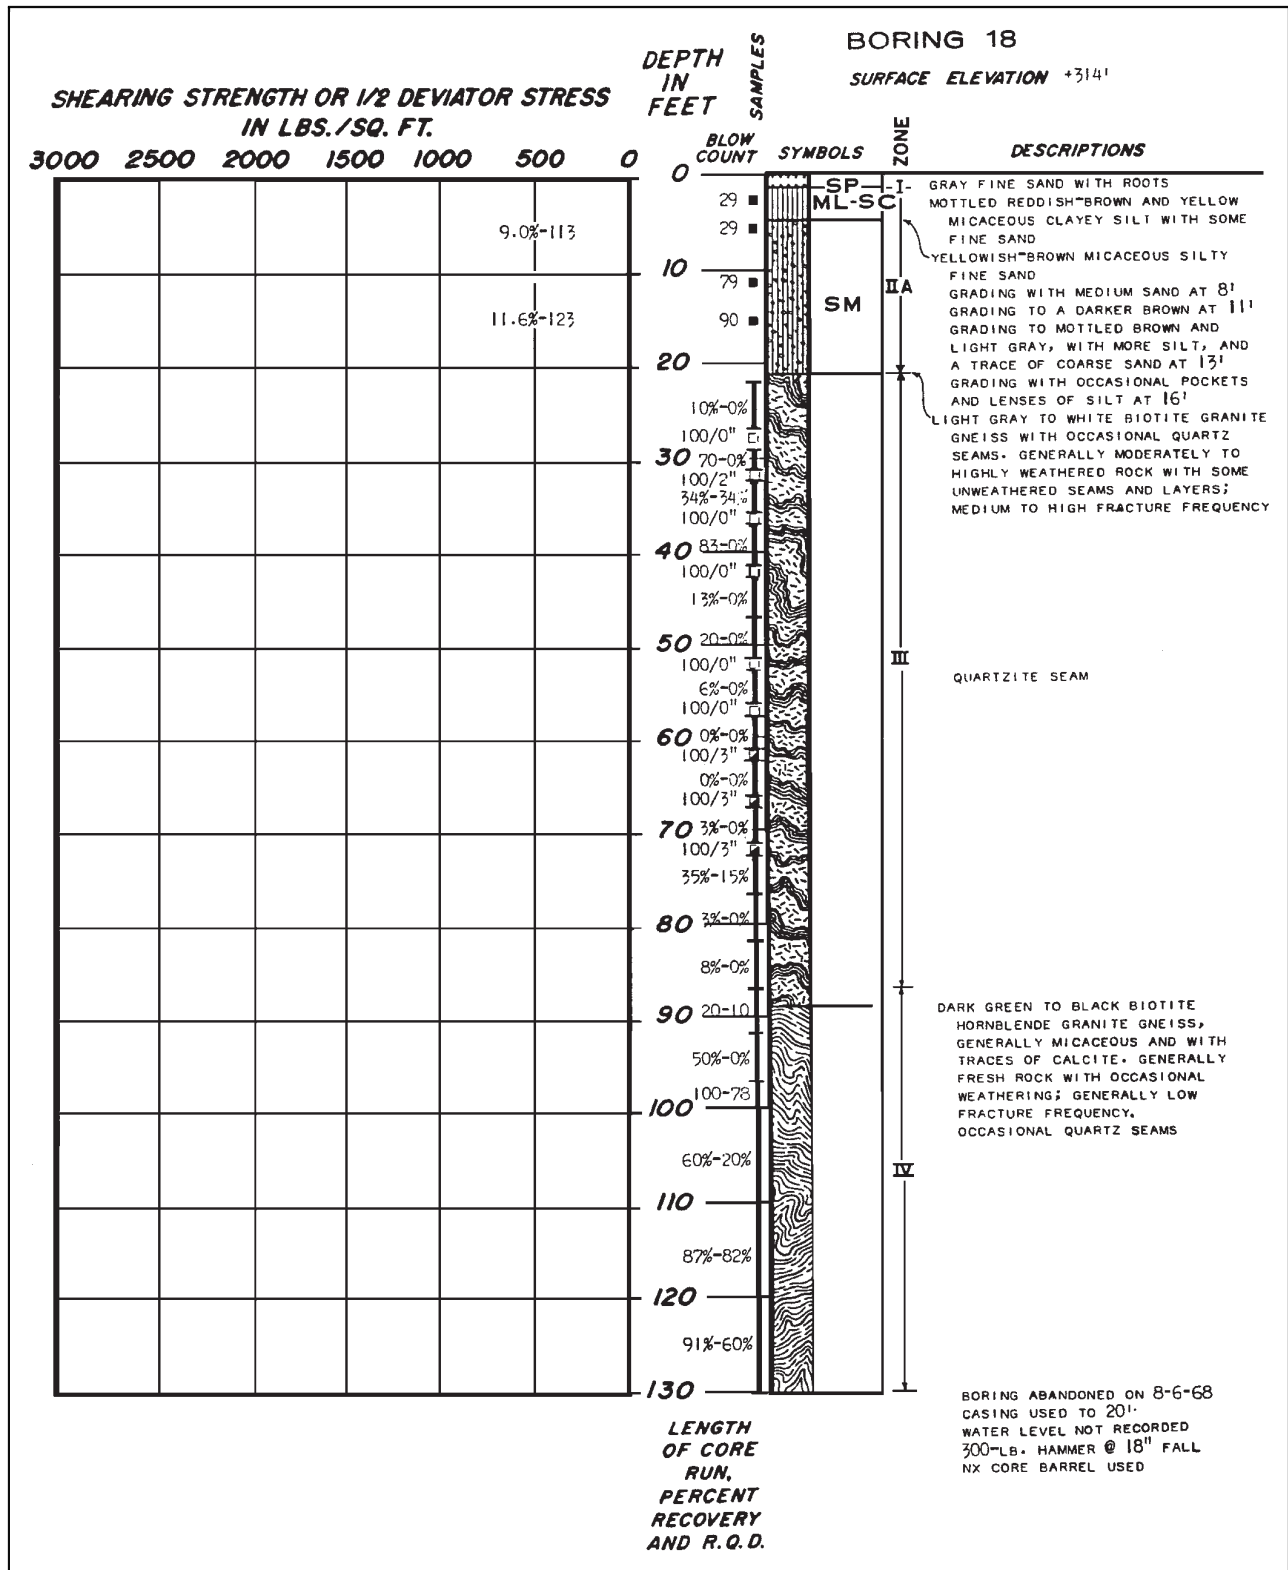 BORING 18
SURFACE ELEVATION +314'
SHEARING STRENGTH OR 1/2 DEVIATOR STRESS
IN LBS./SQ. FT.
3000 2500 2000 1500 1000 500 0
DEPTH
IN
FEET
SAMPLES
BLOW
COUNT
SYMBOLS
ZONE
DESCRIPTIONS
0
SP
I
GRAY FINE SAND WITH ROOTS
29
ML-SC
MOTTLED REDDISH-BROWN AND YELLOW
MICACEOUS CLAYEY SILT WITH SOME
FINE SAND
9.0%-113
29
YELLOWISH-BROWN MICACEOUS SILTY
FINE SAND
10
79
IIA
SM
GRADING WITH MEDIUM SAND AT 8'
GRADING TO A DARKER BROWN AT 11'
11.6%-123
90
GRADING TO MOTTLED BROWN AND
LIGHT GRAY, WITH MORE SILT, AND
A TRACE OF COARSE SAND AT 13'
20
GRADING WITH OCCASIONAL POCKETS
AND LENSES OF SILT AT 16'
10%-0%
LIGHT GRAY TO WHITE BIOTITE GRANITE
GNEISS WITH OCCASIONAL QUARTZ
SEAMS. GENERALLY MODERATELY TO
HIGHLY WEATHERED ROCK WITH SOME
UNWEATHERED SEAMS AND LAYERS;
MEDIUM TO HIGH FRACTURE FREQUENCY
100/0"
30 70-0%
100/2"
34%-34%
100/0"
40 83-0%
100/0"
13%-0%
50 20-0%
III
100/0"
QUARTZITE SEAM
6%-0%
100/0"
60 0%-0%
100/3"
0%-0%
100/3"
70 3%-0%
100/3"
35%-15%
80 3%-0%
8%-0%
90 20-10
DARK GREEN TO BLACK BIOTITE
HORNBLENDE GRANITE GNEISS,
GENERALLY MICACEOUS AND WITH
TRACES OF CALCITE. GENERALLY
FRESH ROCK WITH OCCASIONAL
WEATHERING; GENERALLY LOW
FRACTURE FREQUENCY.
OCCASIONAL QUARTZ SEAMS
50%-0%
100-78
100
60%-20%
IV
110
87%-82%
120
91%-60%
130
LENGTH
OF CORE
RUN,
PERCENT
RECOVERY
AND R.Q.D.
BORING ABANDONED ON 8-6-68
CASING USED TO 20'.
WATER LEVEL NOT RECORDED
300-LB. HAMMER @ 18" FALL
NX CORE BARREL USED